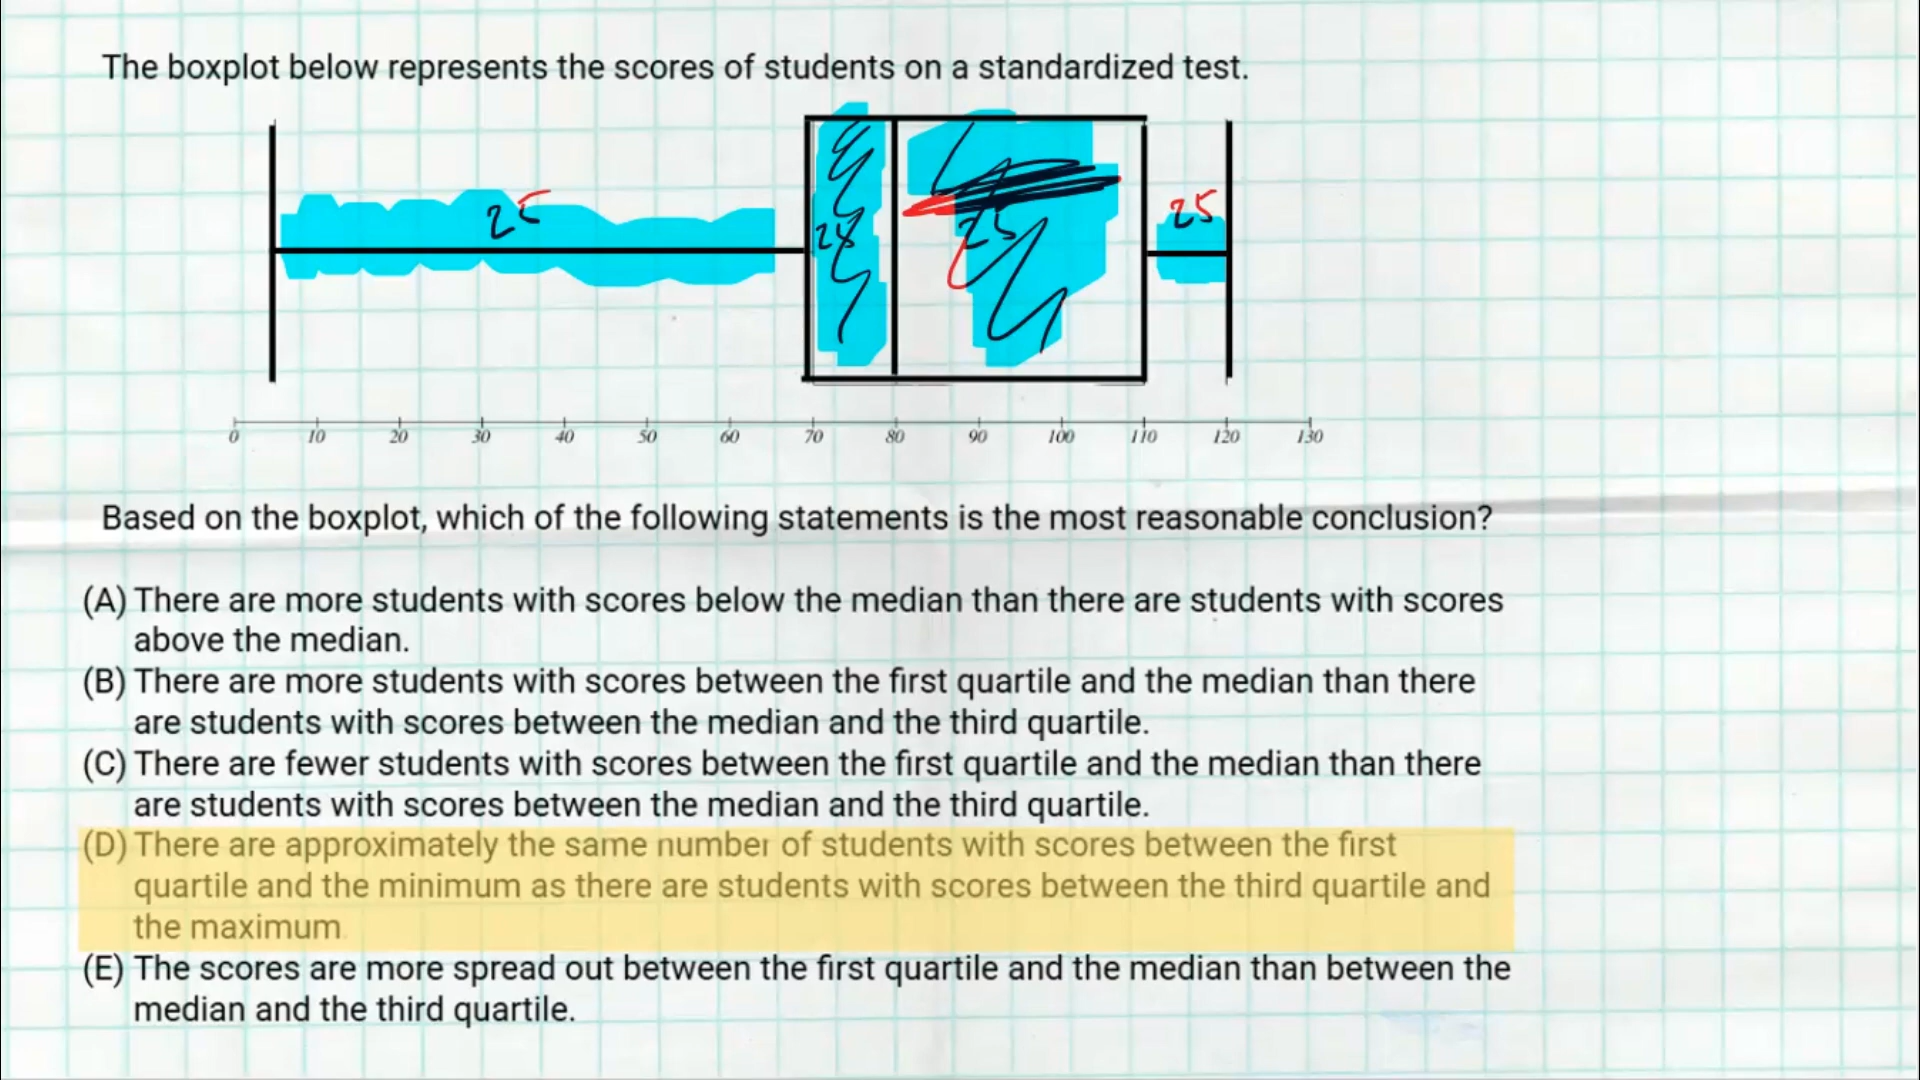 The boxplot below represents the scores of students on a standardized test.
25
25
25
25
0 10 20 30 40 50 60 70 80 90 100 110 120 130
Based on the boxplot, which of the following statements is the most reasonable conclusion?
(A) There are more students with scores below the median than there are students with scores
above the median.
(B) There are more students with scores between the first quartile and the median than there
are students with scores between the median and the third quartile.
(C) There are fewer students with scores between the first quartile and the median than there
are students with scores between the median and the third quartile.
(D) There are approximately the same number of students with scores between the first
quartile and the minimum as there are students with scores between the third quartile and
the maximum.
(E) The scores are more spread out between the first quartile and the median than between the
median and the third quartile.